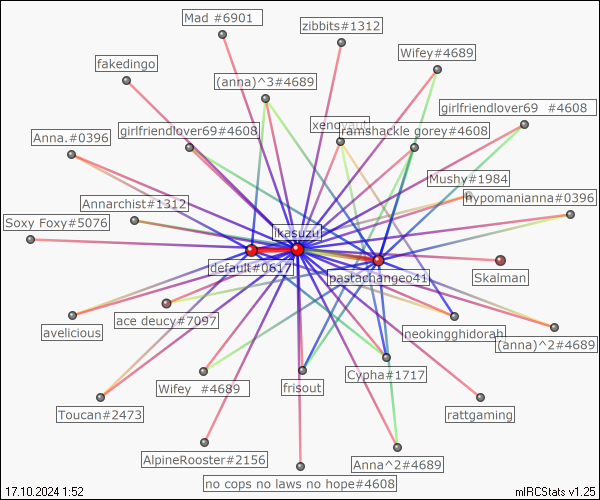 Mad #6901
zibbits#1312
Wifey#4689
fakedingo
(anna)^3#4689
girlfriendlover69 #4608
Anna.#0396
girlfriendlover69#4608
ramshackle gorey#4608
Mushy#1984
hypomanianna#0396
Annarchist#1312
Soxy Foxy#5076
ikasuzu
default#0617
pastachangeo41
Skalman
avelicious
ace deucy#7097
neokingghidorah
(anna)^2#4689
Wifey #4689
frisout
Cypha#1717
Toucan#2473
rattgaming
AlpineRooster#2156
Anna^2#4689
no cops no laws no hope#4608
17.10.2024 1:52
mIRCStats v1.25